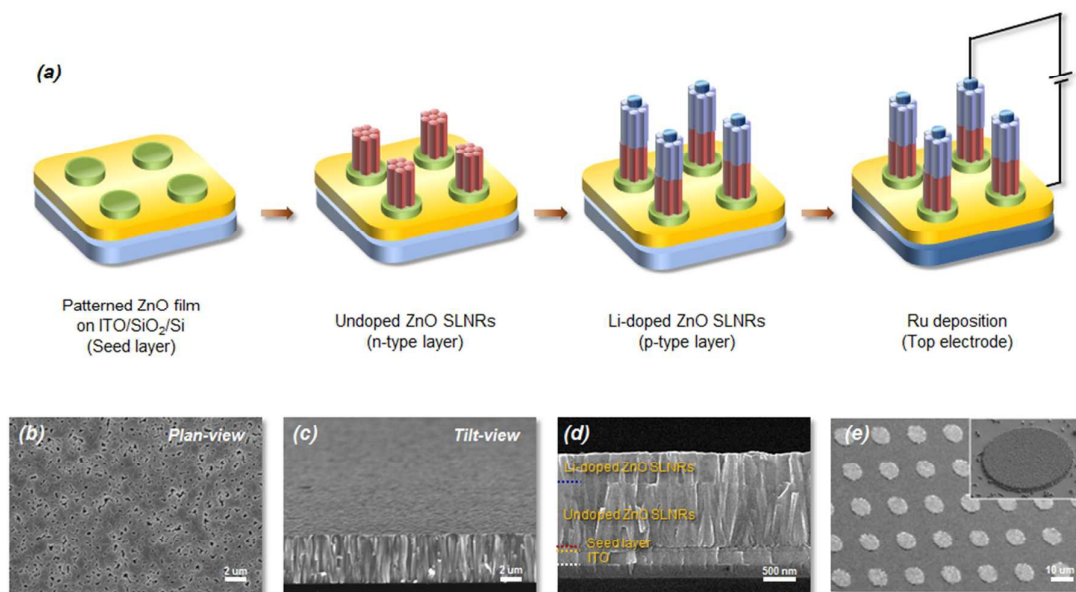 (a)
Patterned ZnO film
on ITO/SiO₂/Si
(Seed layer)
Undoped ZnO SLNRs
(n-type layer)
Li-doped ZnO SLNRs
(p-type layer)
Ru deposition
(Top electrode)
(b)
Plan-view
2 um
(c)
Tilt-view
2 um
(d)
Li-doped ZnO SLNRs
Undoped ZnO SLNRs
Seed layer
ITO
500 nm
(e)
10 um